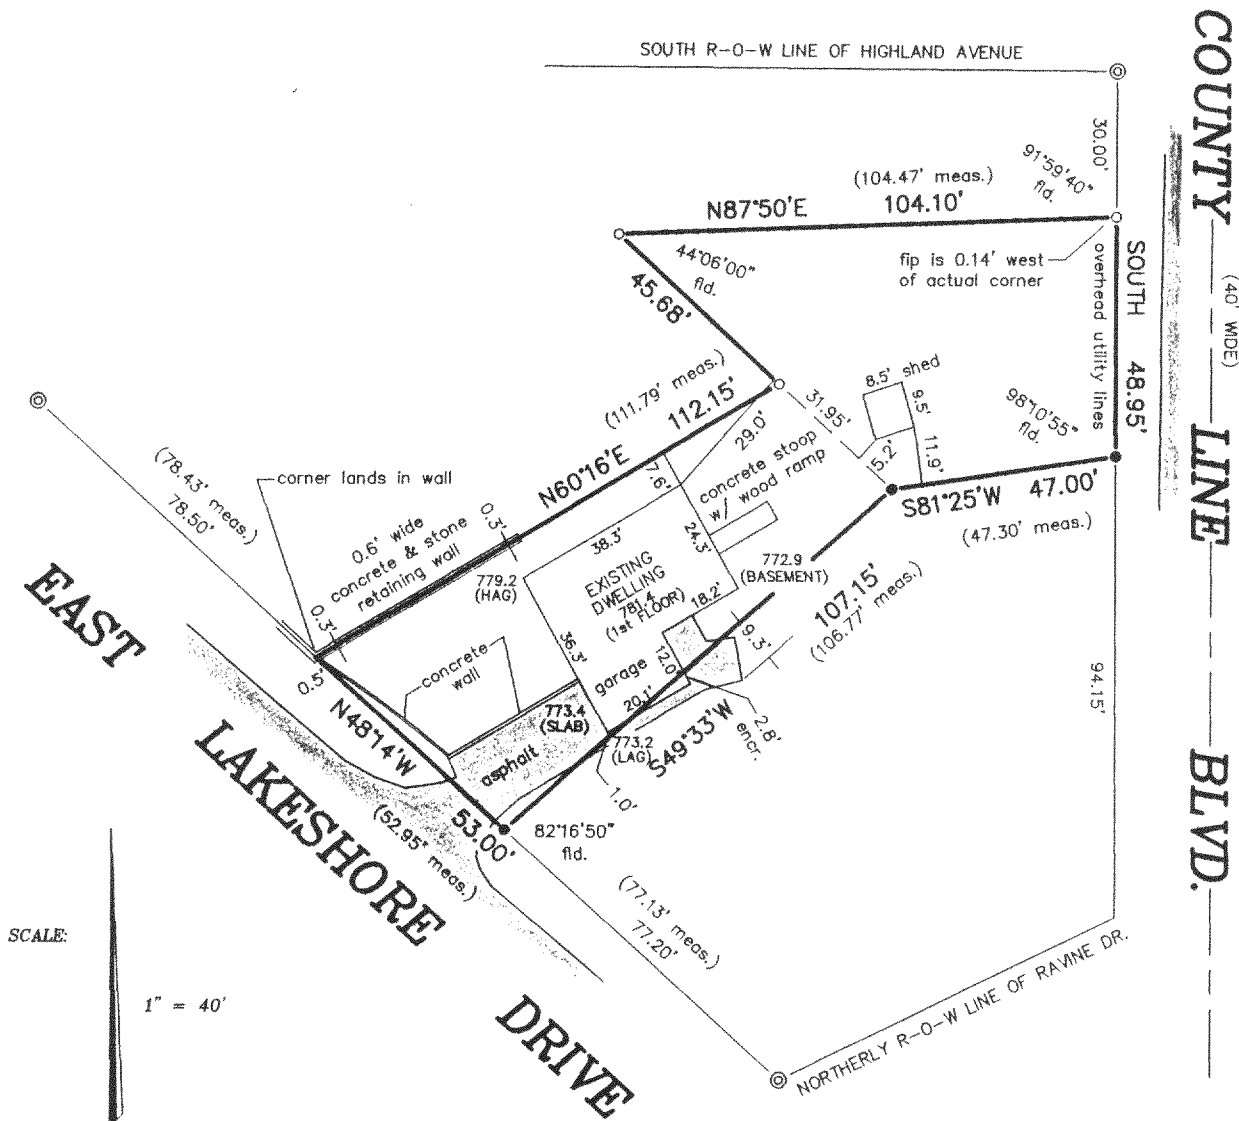 SOUTH R-O-W LINE OF HIGHLAND AVENUE
COUNTY LINE BLVD.
(40' WIDE)
30.00'
91°59'40"
fld.
(104.47' meas.)
N87°50'E 104.10'
fip is 0.14' west
of actual corner
SOUTH 48.95'
overhead utility lines
44°06'00"
fld.
45.68'
98°10'55"
fld.
8.5' shed
9.5'
11.9'
5.2'
31.95'
(111.79' meas.)
N60°16'E 112.15'
29.0'
7.6'
concrete stoop
w/ wood ramp
S81°25'W 47.00'
(47.30' meas.)
(78.43' meas.)
78.50'
corner lands in wall
0.3'
0.6' wide
concrete & stone
retaining wall
0.3'
779.2
(HAG)
38.3'
24.3'
EXISTING
DWELLING
781.4
(1st FLOOR)
772.9
(BASEMENT)
18.2'
9.3'
107.15'
(106.77' meas.)
36.3'
garage
12.0'
20.1'
concrete
wall
0.5'
N48°14'W 53.00'
(52.95' meas.)
773.4
(SLAB)
asphalt
773.2
(LAG)
S49°33'W
2.8'
encr.
1.0'
82°16'50"
fld.
94.15'
(77.13' meas.)
77.20'
EAST LAKESHORE DRIVE
NORTHERLY R-O-W LINE OF RAVINE DR.
SCALE:
1" = 40'